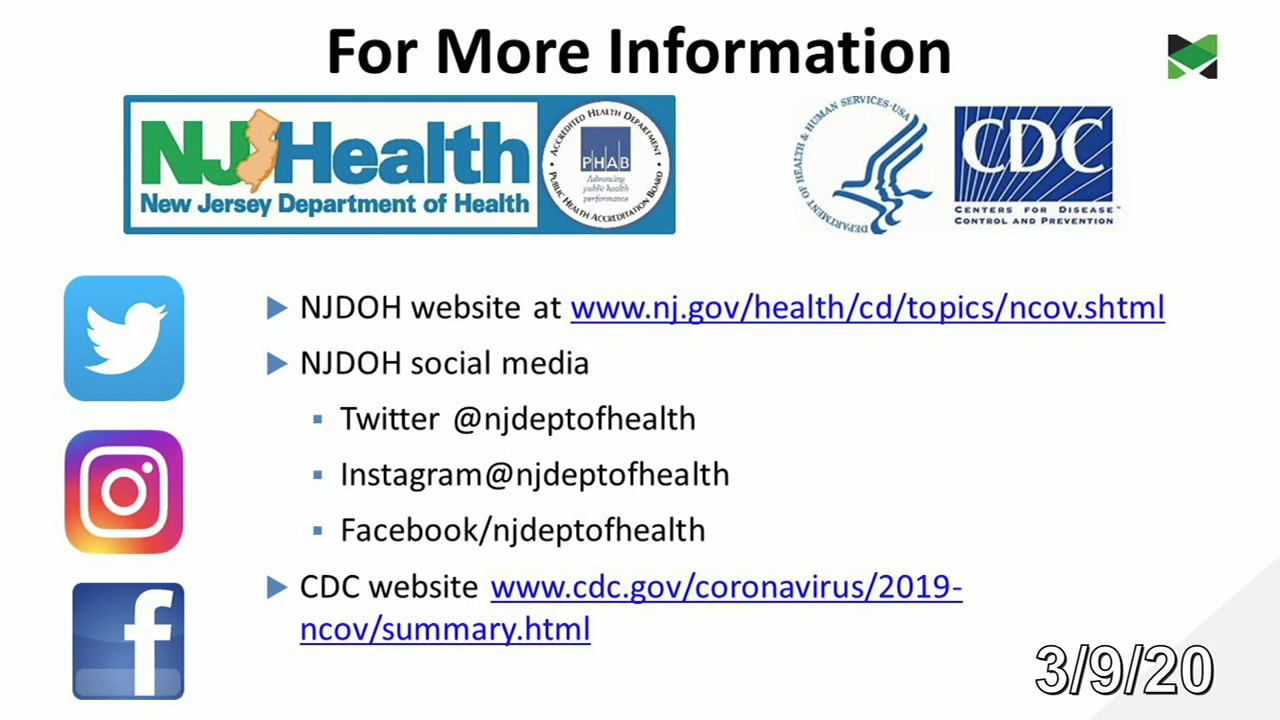 For More Information
NJHealth
New Jersey Department of Health
ACCREDITED HEALTH DEPARTMENT
PUBLIC HEALTH ACCREDITATION BOARD
PHAB
Advancing
public health
performance
DEPARTMENT OF HEALTH & HUMAN SERVICES·USA
CDC
CENTERS FOR DISEASE™
CONTROL AND PREVENTION
NJDOH website at www.nj.gov/health/cd/topics/ncov.shtml
NJDOH social media
Twitter @njdeptofhealth
Instagram@njdeptofhealth
Facebook/njdeptofhealth
CDC website www.cdc.gov/coronavirus/2019-
ncov/summary.html
f
3/9/20